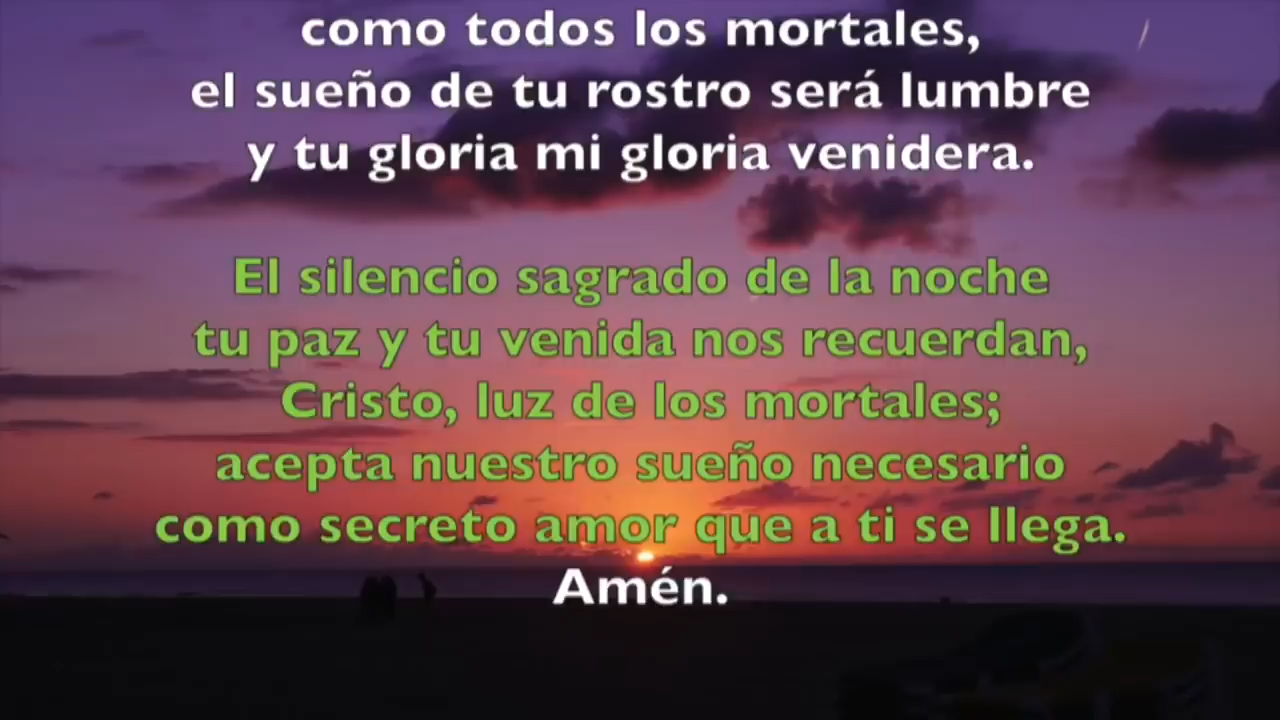 como todos los mortales,
el sueño de tu rostro será lumbre
y tu gloria mi gloria venidera.
El silencio sagrado de la noche
tu paz y tu venida nos recuerdan,
Cristo, luz de los mortales;
acepta nuestro sueño necesario
como secreto amor que a ti se llega.
Amén.